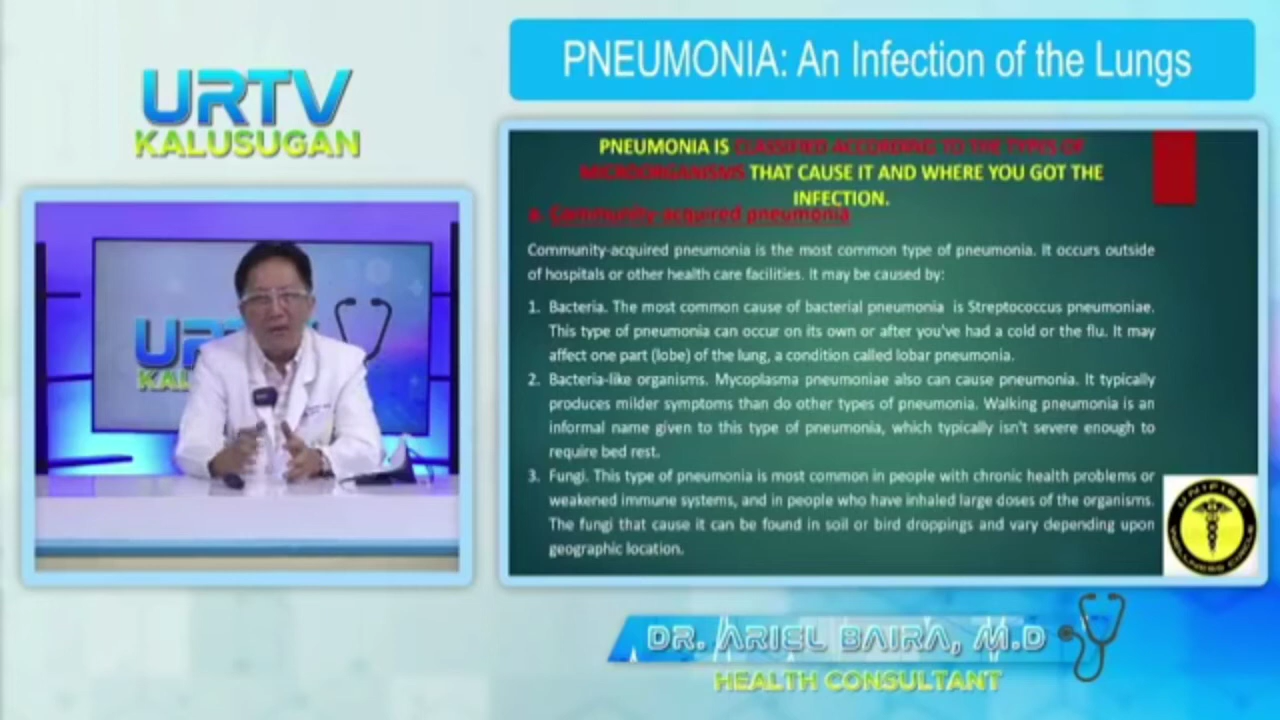 PNEUMONIA: An Infection of the Lungs
URTV
KALUSUGAN
PNEUMONIA IS CLASSIFIED ACCORDING TO THE TYPES OF
MICROORGANISMS THAT CAUSE IT AND WHERE YOU GOT THE
INFECTION.
a. Community-acquired pneumonia
Community-acquired pneumonia is the most common type of pneumonia. It occurs outside
of hospitals or other health care facilities. It may be caused by:
1. Bacteria. The most common cause of bacterial pneumonia is Streptococcus pneumoniae.
This type of pneumonia can occur on its own or after you've had a cold or the flu. It may
affect one part (lobe) of the lung, a condition called lobar pneumonia.
2. Bacteria-like organisms. Mycoplasma pneumoniae also can cause pneumonia. It typically
produces milder symptoms than do other types of pneumonia. Walking pneumonia is an
informal name given to this type of pneumonia, which typically isn't severe enough to
require bed rest.
3. Fungi. This type of pneumonia is most common in people with chronic health problems or
weakened immune systems, and in people who have inhaled large doses of the organisms.
The fungi that cause it can be found in soil or bird droppings and vary depending upon
geographic location.
UNIFIED
WELLNESS CIRCLE
DR. ARIEL BAIRA, M.D
HEALTH CONSULTANT